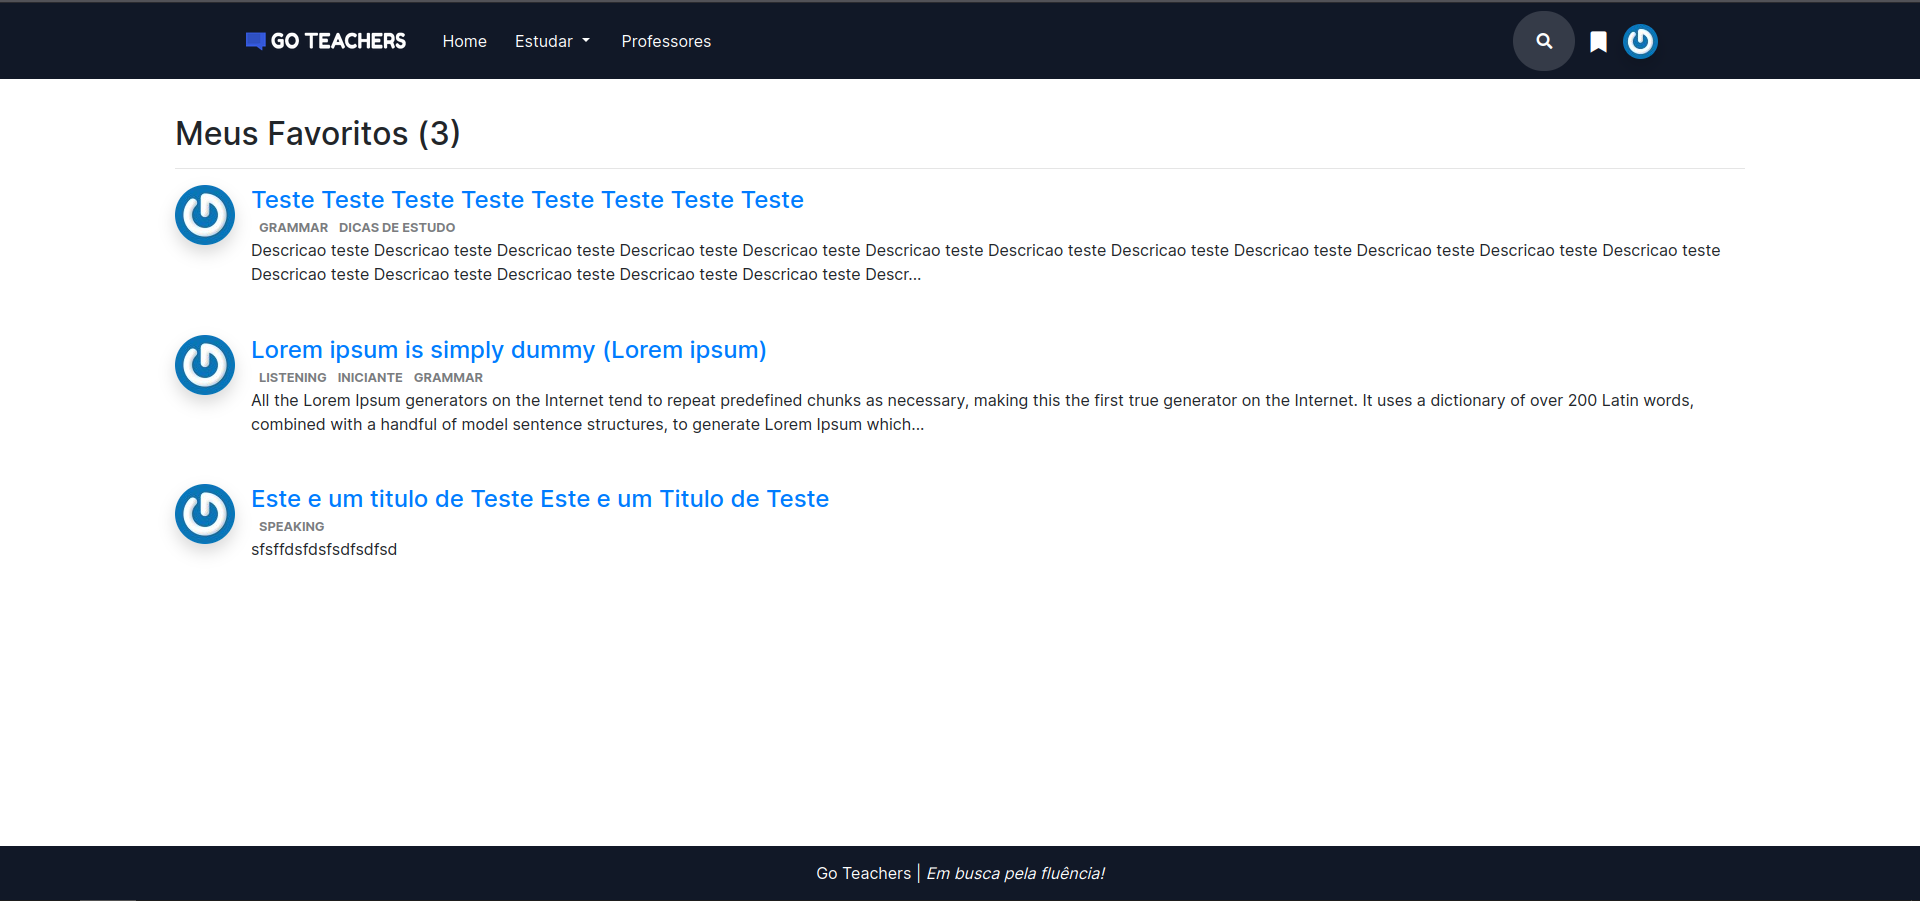 GO TEACHERS Home Estudar Professores
Meus Favoritos (3)
Teste Teste Teste Teste Teste Teste Teste Teste
GRAMMAR DICAS DE ESTUDO
Descricao teste Descricao teste Descricao teste Descricao teste Descricao teste Descricao teste Descricao teste Descricao teste Descricao teste Descricao teste Descricao teste Descricao teste
Descricao teste Descricao teste Descricao teste Descricao teste Descricao teste Descr...
Lorem ipsum is simply dummy (Lorem ipsum)
LISTENING INICIANTE GRAMMAR
All the Lorem Ipsum generators on the Internet tend to repeat predefined chunks as necessary, making this the first true generator on the Internet. It uses a dictionary of over 200 Latin words,
combined with a handful of model sentence structures, to generate Lorem Ipsum which...
Este e um titulo de Teste Este e um Titulo de Teste
SPEAKING
sfsffdsfdsfsdfsdfsd
Go Teachers | Em busca pela fluência!